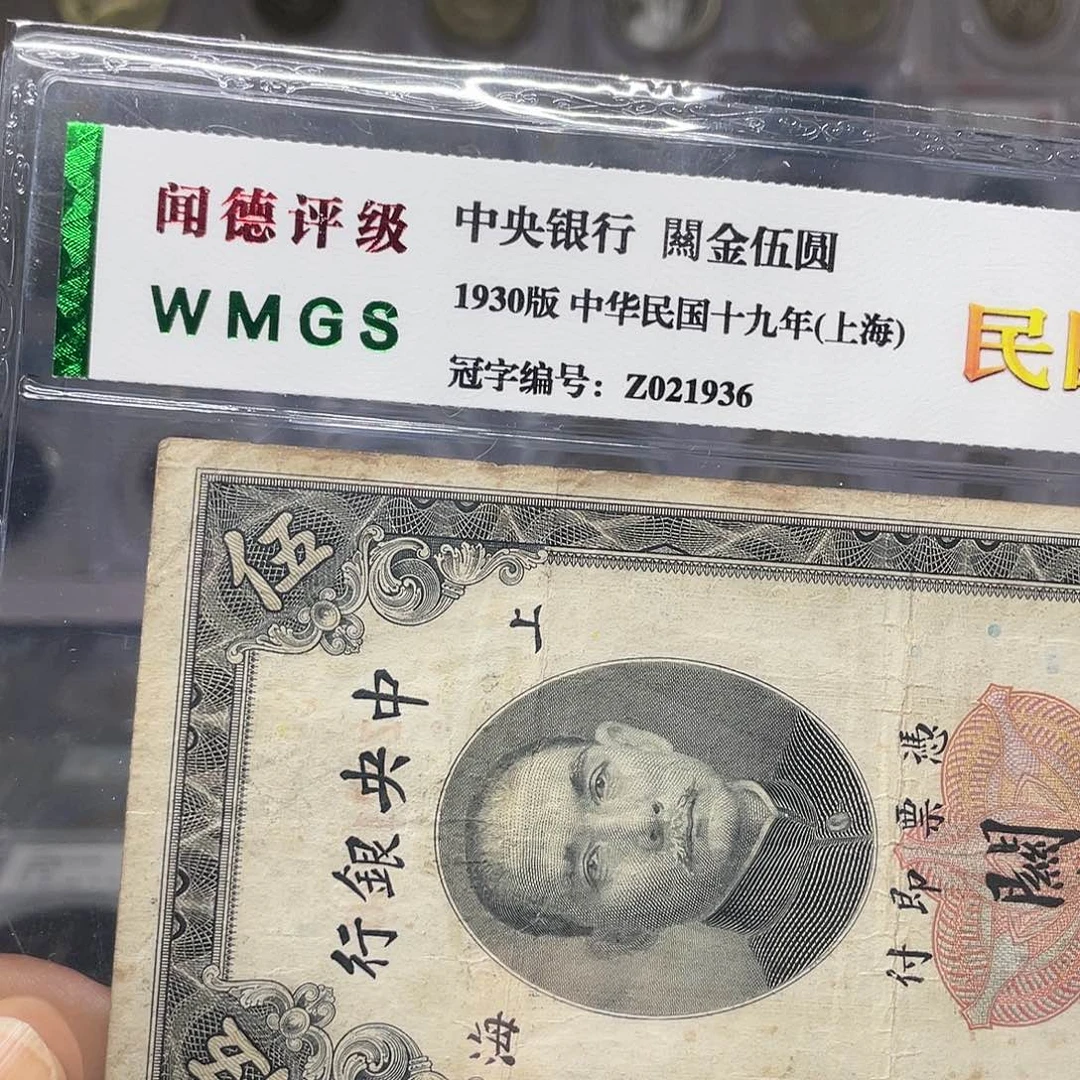 闻德评级
WMGS
中央银行 關金伍圆
1930版 中华民国十九年(上海)
冠字编号：Z021936
民
伍
上
中央銀行
海
憑票即付
關
伍